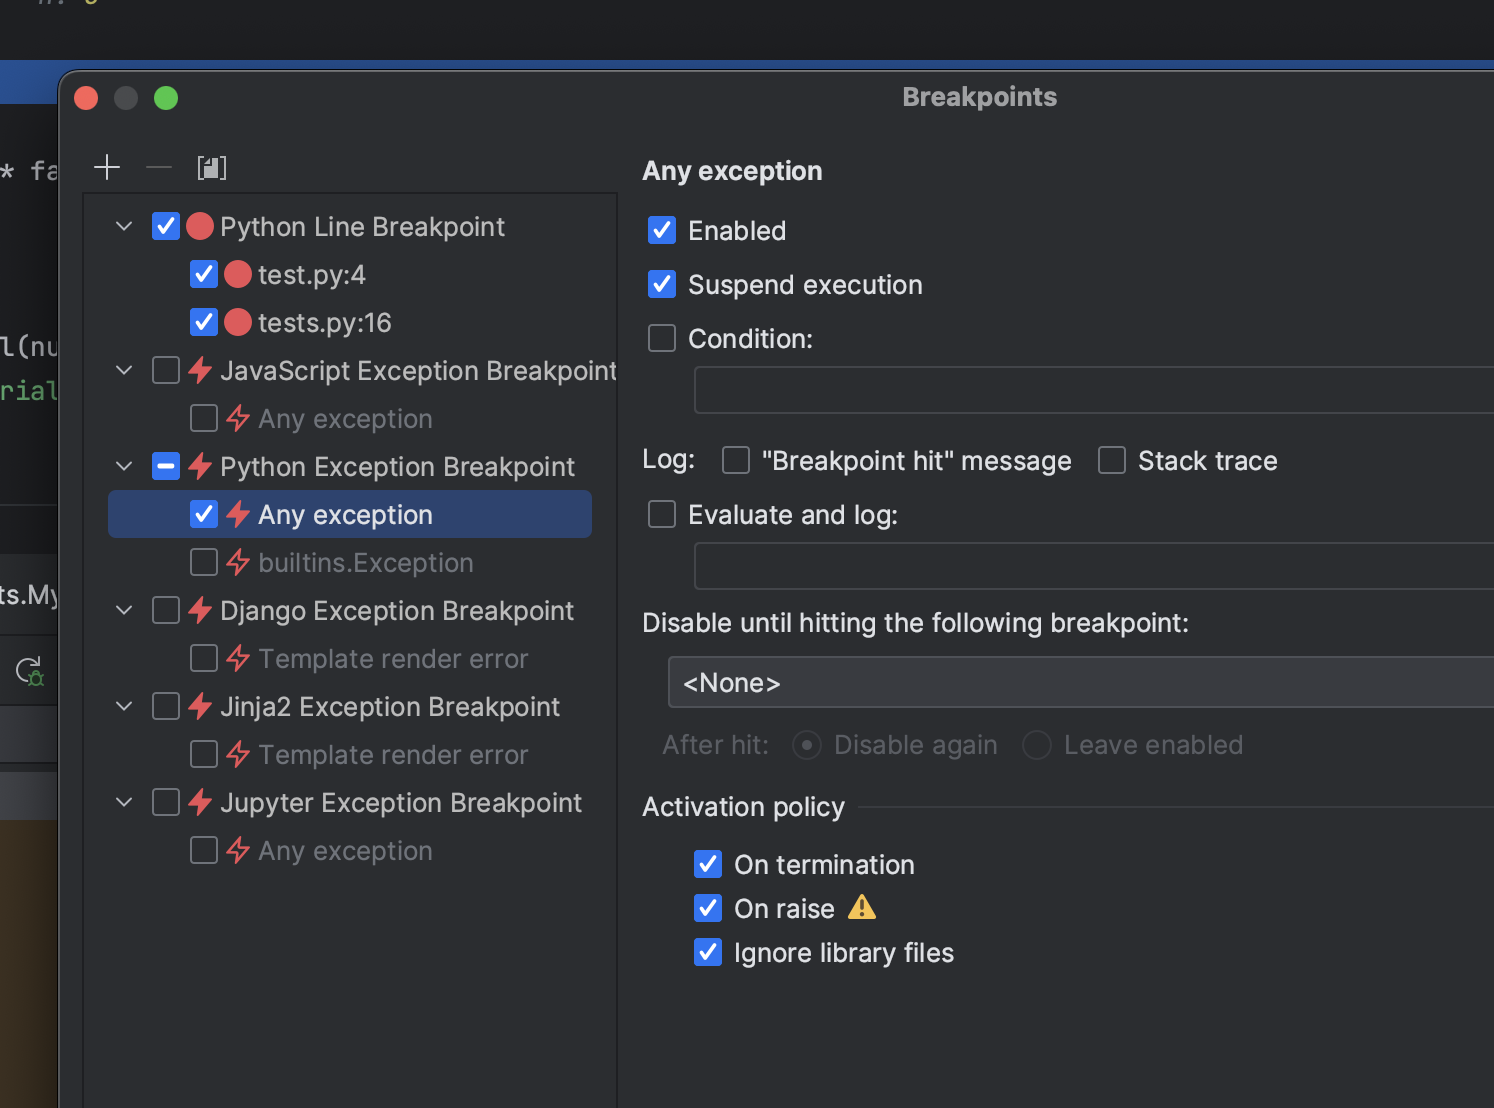 Breakpoints
* fa
l(nu
rial
ts.My
Python Line Breakpoint
test.py:4
tests.py:16
JavaScript Exception Breakpoint
Any exception
Python Exception Breakpoint
Any exception
builtins.Exception
Django Exception Breakpoint
Template render error
Jinja2 Exception Breakpoint
Template render error
Jupyter Exception Breakpoint
Any exception
Any exception
Enabled
Suspend execution
Condition:
Log: "Breakpoint hit" message Stack trace
Evaluate and log:
Disable until hitting the following breakpoint:
<None>
After hit: Disable again Leave enabled
Activation policy
On termination
On raise
Ignore library files